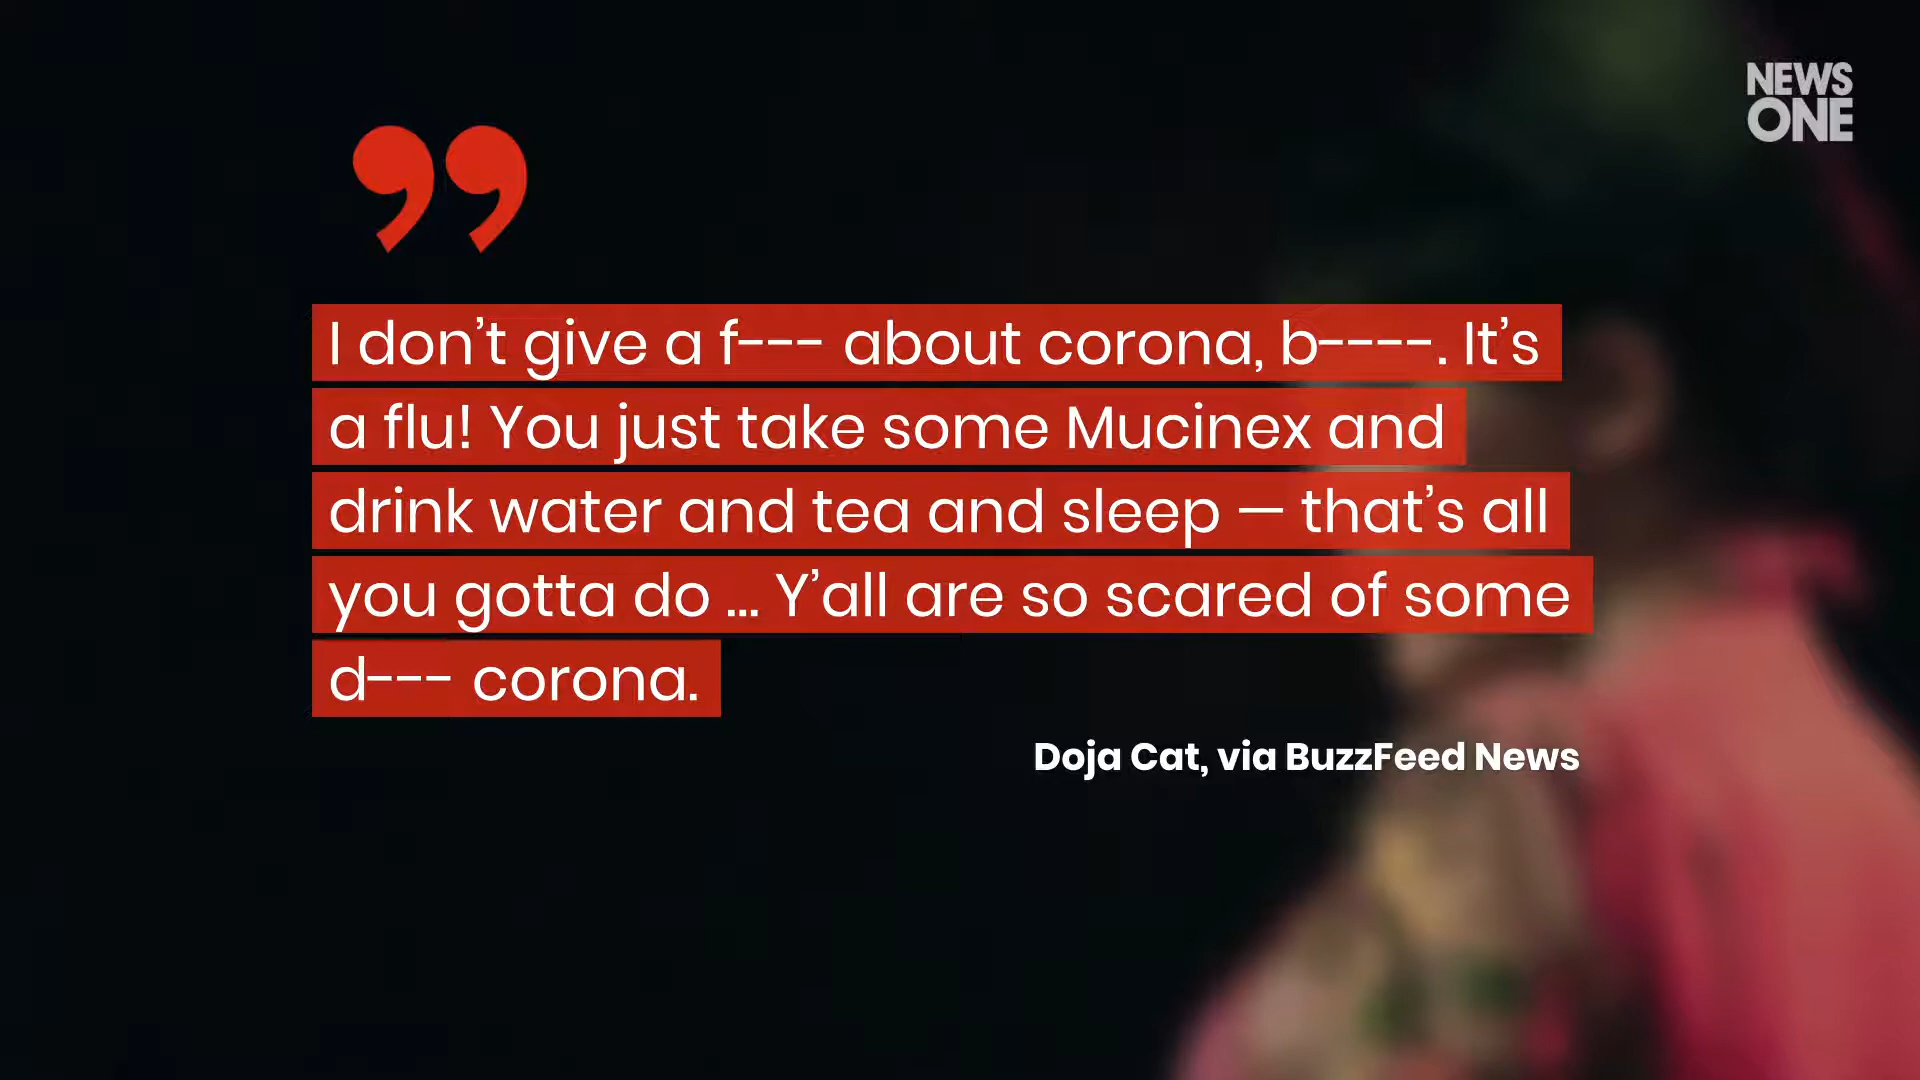 NEWS
ONE
”
I don’t give a f--- about corona, b----. It’s
a flu! You just take some Mucinex and
drink water and tea and sleep — that’s all
you gotta do ... Y’all are so scared of some
d--- corona.
Doja Cat, via BuzzFeed News